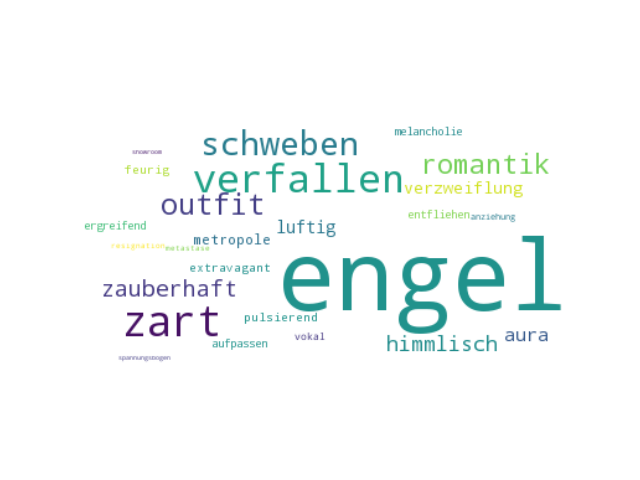 melancholie
schweben
showroom
romantik
feurig
verfallen
verzweiflung
outfit
entfliehen
anziehung
ergreifend
luftig
metropole
resignation
metastase
engel
extravagant
zauberhaft
zart
pulsierend
aura
vokal
himmlisch
aufpassen
spannungsbogen